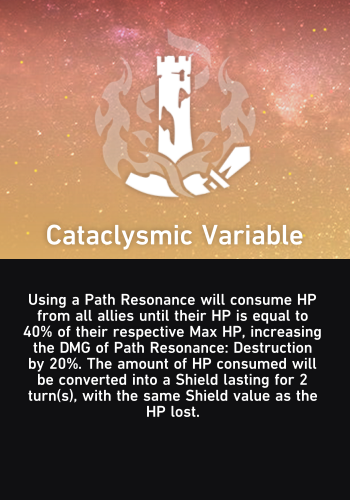 Cataclysmic Variable
Using a Path Resonance will consume HP
from all allies until their HP is equal to
40% of their respective Max HP, increasing
the DMG of Path Resonance: Destruction
by 20%. The amount of HP consumed will
be converted into a Shield lasting for 2
turn(s), with the same Shield value as the
HP lost.